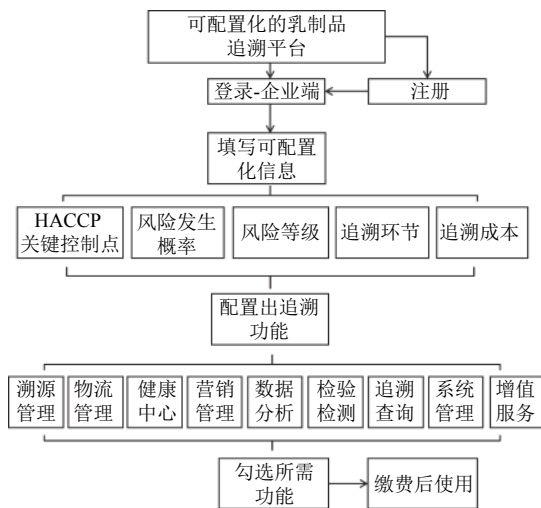 可配置化的乳制品
追溯平台
登录-企业端
注册
填写可配置
化信息
HACCP
关键控制点
风险发生
概率
风险等级
追溯环节
追溯成本
配置出追溯
功能
溯源
管理
物流
管理
健康
中心
营销
管理
数据
分析
检验
检测
追溯
查询
系统
管理
增值
服务
勾选所需
功能
缴费后使用